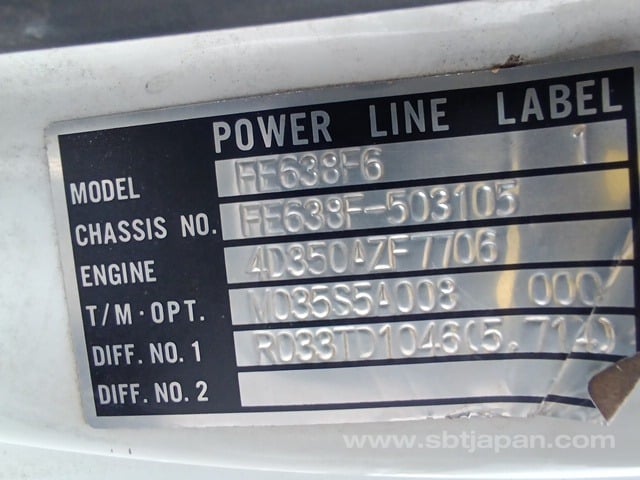 POWER LINE LABEL
MODEL FE638F6 1
CHASSIS NO. FE638F-503105
ENGINE 4D350AZF7706
T/M·OPT. M035S5A008 000
DIFF. NO. 1 R033TD1046(5.714)
DIFF. NO. 2
www.sbtjapan.com